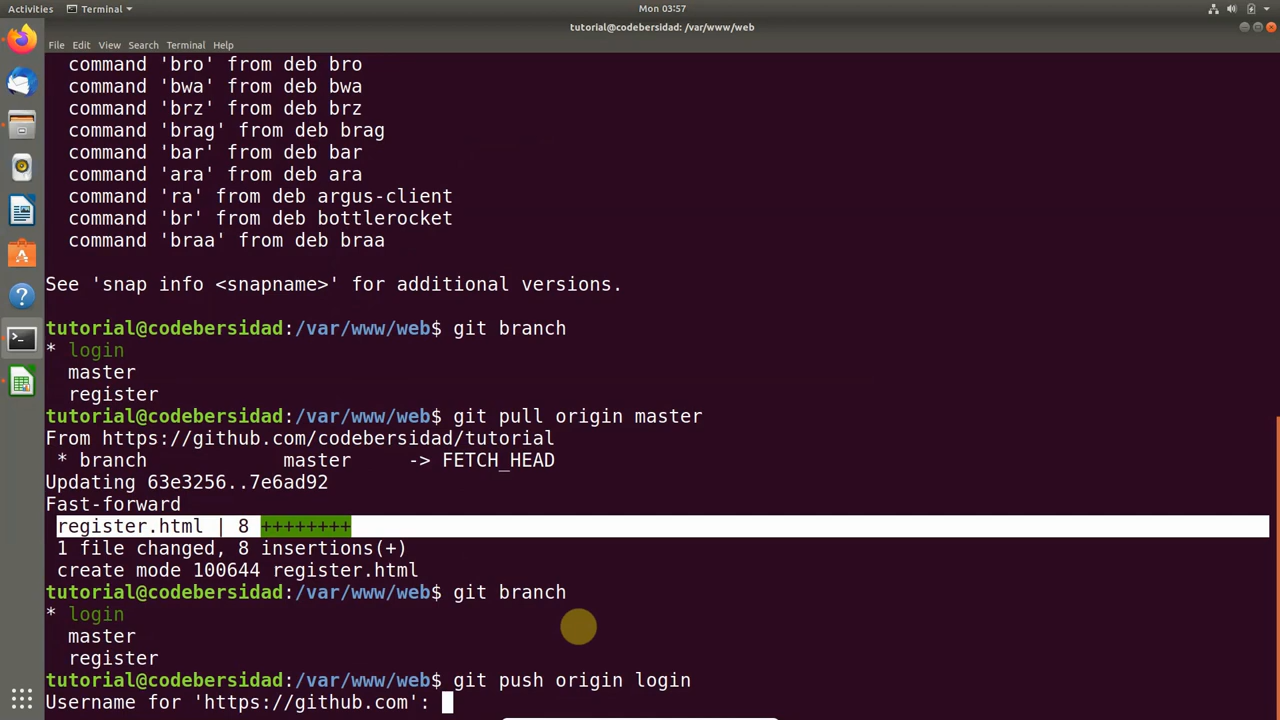 Activities Terminal Mon 03:57
tutorial@codebersidad: /var/www/web
File Edit View Search Terminal Help
command 'bro' from deb bro
command 'bwa' from deb bwa
command 'brz' from deb brz
command 'brag' from deb brag
command 'bar' from deb bar
command 'ara' from deb ara
command 'ra' from deb argus-client
command 'br' from deb bottlerocket
command 'braa' from deb braa
See 'snap info <snapname>' for additional versions.
tutorial@codebersidad:/var/www/web$ git branch
* login
master
register
tutorial@codebersidad:/var/www/web$ git pull origin master
From https://github.com/codebersidad/tutorial
* branch master -> FETCH_HEAD
Updating 63e3256..7e6ad92
Fast-forward
register.html | 8 ++++++++
1 file changed, 8 insertions(+)
create mode 100644 register.html
tutorial@codebersidad:/var/www/web$ git branch
* login
master
register
tutorial@codebersidad:/var/www/web$ git push origin login
Username for 'https://github.com':